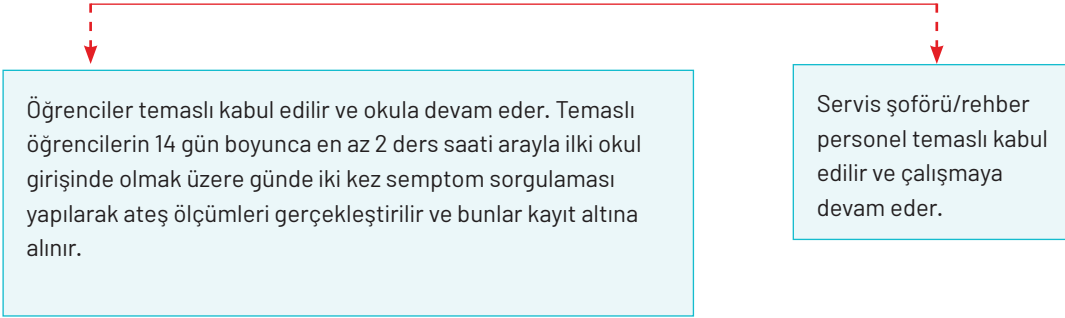 Öğrenciler temaslı kabul edilir ve okula devam eder. Temaslı
öğrencilerin 14 gün boyunca en az 2 ders saati arayla ilki okul
girişinde olmak üzere günde iki kez semptom sorgulaması
yapılarak ateş ölçümleri gerçekleştirilir ve bunlar kayıt altına
alınır.
Servis şoförü/rehber
personel temaslı kabul
edilir ve çalışmaya
devam eder.